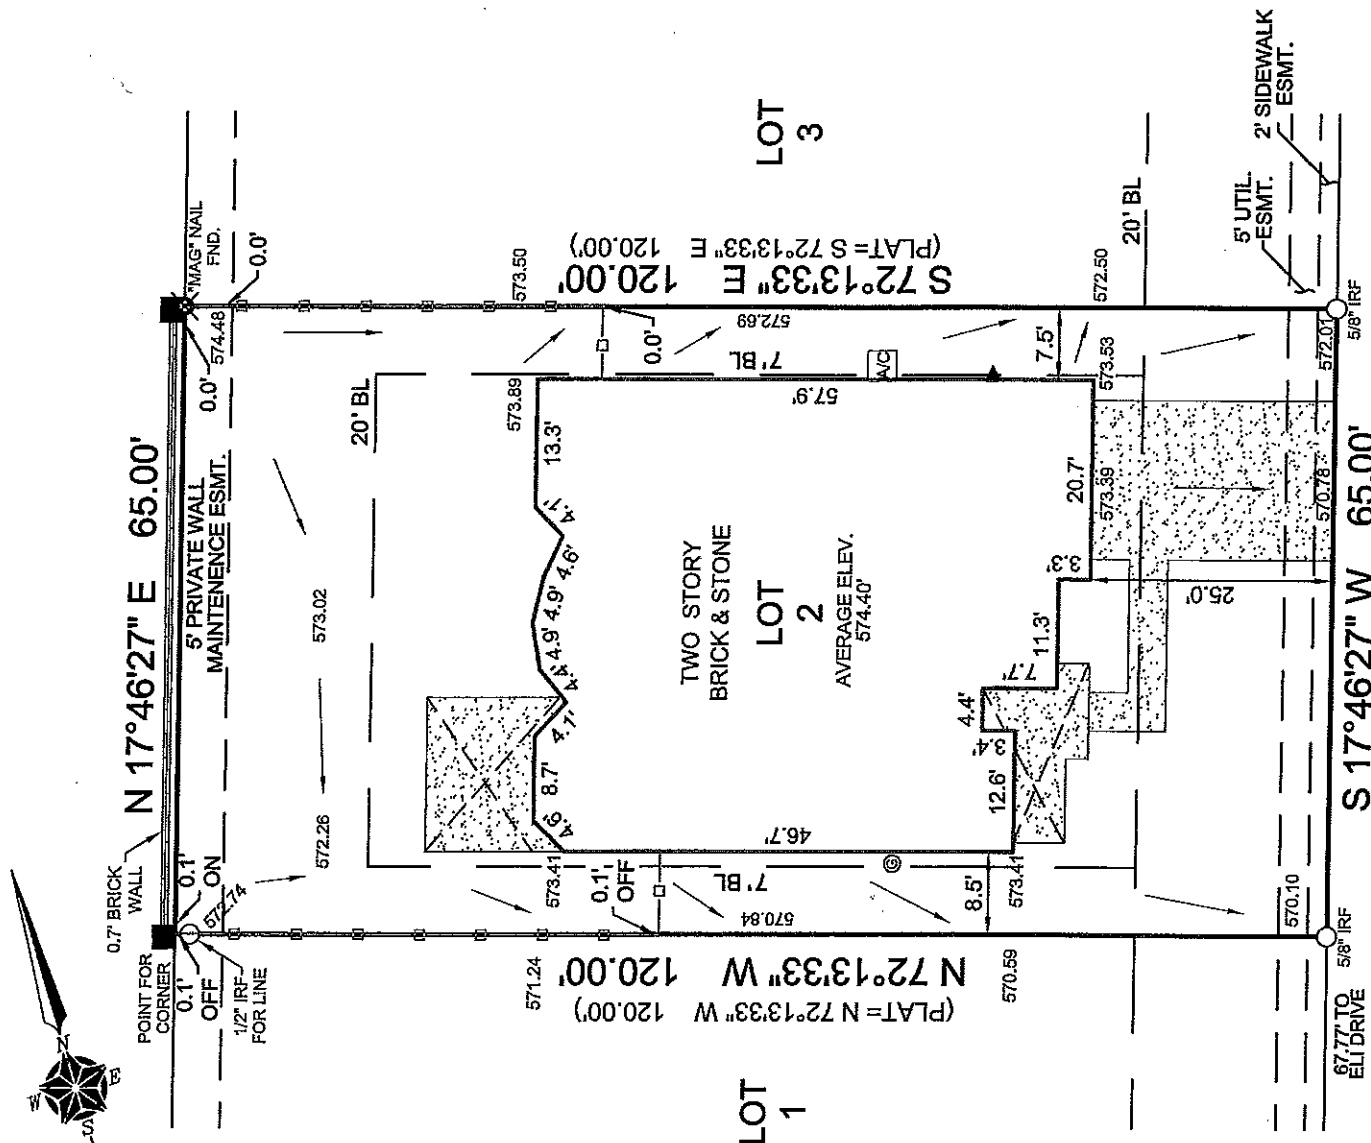 N 17°46'27" E 65.00'
0.7' BRICK
WALL
POINT FOR
CORNER
0.1'
ON
0.1'
OFF
572.74
1/2" IRF
FOR LINE
5' PRIVATE WALL
MAINTENENCE ESMT.
"MAG" NAIL
FND.
0.0'
0.0'
574.48
573.02
572.26
20' BL
LOT
3
S 72°13'33" E 120.00'
(PLAT= S 72°13'33" E 120.00')
573.50
572.69
572.50
0.0'
7' BL
A/C
7.5'
573.53
573.89
13.3'
4.1'
4.6'
4.9'
4.9'
4.4'
4.1'
8.7'
4.6'
57.9'
46.7'
TWO STORY
BRICK & STONE
LOT
2
AVERAGE ELEV.
574.40'
20.7'
573.39
3.3'
11.3'
7.7'
4.4'
3.4'
12.6'
25.0'
573.41
0.1'
OFF
7' BL
G
8.5'
573.41
570.84
571.24
570.59
N 72°13'33" W 120.00'
(PLAT= N 72°13'33" W 120.00')
LOT
1
20' BL
5' UTIL.
ESMT.
2' SIDEWALK
ESMT.
572.01
5/8" IRF
570.78
570.10
5/8" IRF
S 17°46'27" W 65.00'
67.77' TO
ELI DRIVE
N
E
S
W